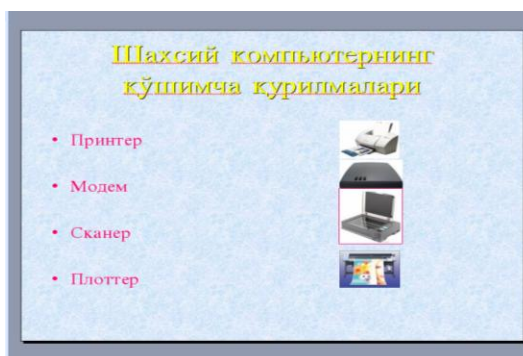 Шахсий компьютернинг
қўшимча қурилмалари
• Принтер
• Модем
• Сканер
• Плоттер